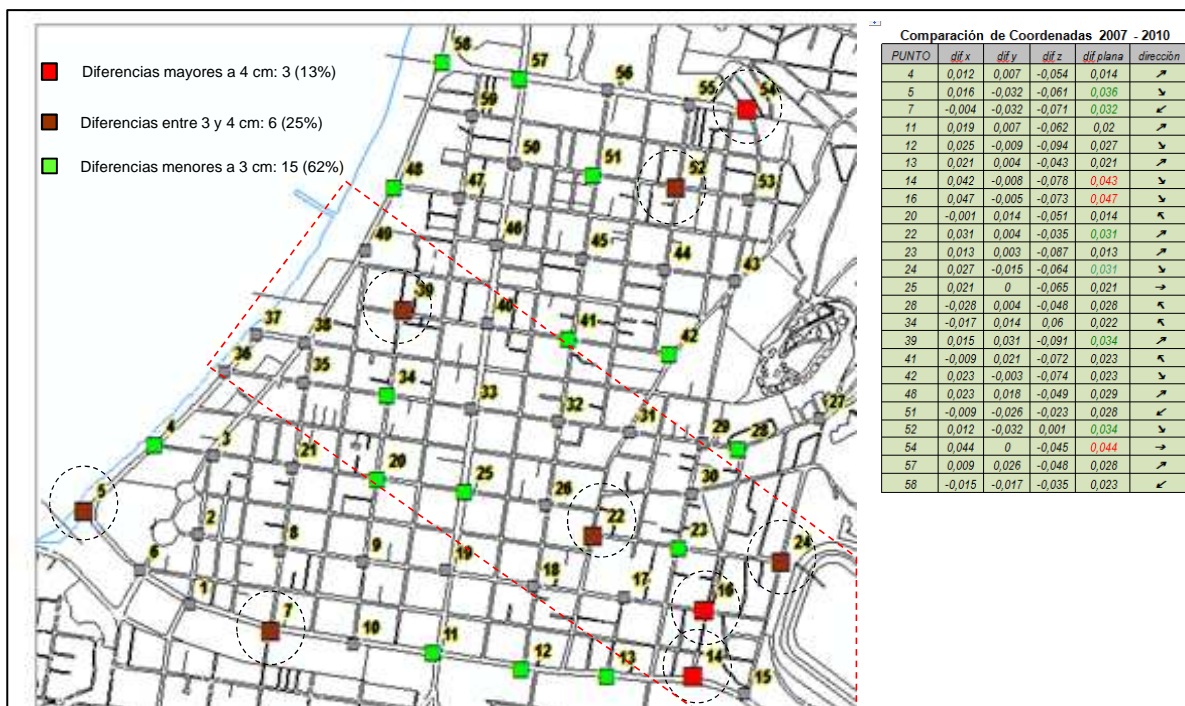 Diferencias mayores a 4 cm: 3 (13%)
Diferencias entre 3 y 4 cm: 6 (25%)
Diferencias menores a 3 cm: 15 (62%)
58
57
56
55
54
59
50
51
52
53
48
47
46
45
44
43
49
39
40
41
42
37
38
36
35
34
33
32
31
29
28
27
4
3
21
20
25
26
30
5
2
8
9
19
22
23
24
6
1
7
10
18
17
16
11
12
13
14
15
Comparación de Coordenadas 2007 - 2010
PUNTO dif x dif y dif z dif plana dirección
4 0,012 0,007 -0,054 0,014 ↗
5 0,016 -0,032 -0,061 0,036 ↘
7 -0,004 -0,032 -0,071 0,032 ↙
11 0,019 0,007 -0,062 0,02 ↗
12 0,025 -0,009 -0,094 0,027 ↘
13 0,021 0,004 -0,043 0,021 ↗
14 0,042 -0,008 -0,078 0,043 ↘
16 0,047 -0,005 -0,073 0,047 ↘
20 -0,001 0,014 -0,051 0,014 ↖
22 0,031 0,004 -0,035 0,031 ↗
23 0,013 0,003 -0,087 0,013 ↗
24 0,027 -0,015 -0,064 0,031 ↘
25 0,021 0 -0,065 0,021 →
28 -0,028 0,004 -0,048 0,028 ↖
34 -0,017 0,014 0,06 0,022 ↖
39 0,015 0,031 -0,091 0,034 ↗
41 -0,009 0,021 -0,072 0,023 ↖
42 0,023 -0,003 -0,074 0,023 ↘
48 0,023 0,018 -0,049 0,029 ↗
51 -0,009 -0,026 -0,023 0,028 ↙
52 0,012 -0,032 0,001 0,034 ↘
54 0,044 0 -0,045 0,044 →
57 0,009 0,026 -0,048 0,028 ↗
58 -0,015 -0,017 -0,035 0,023 ↙